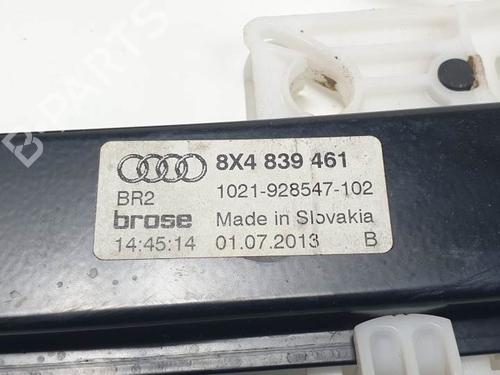 8X4 839 461
BR2 1021-928547-102
brose Made in Slovakia
14:45:14 01.07.2013 B
B-PARTS